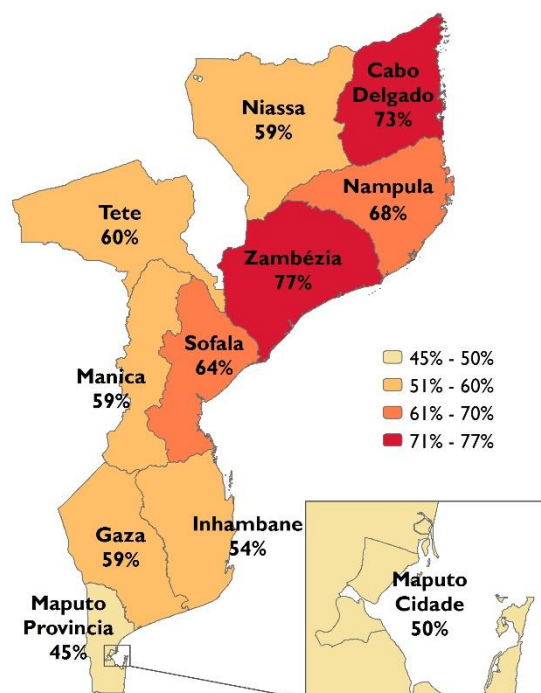 Cabo
Delgado
73%
Niassa
59%
Nampula
68%
Tete
60%
Zambézia
77%
Sofala
64%
Manica
59%
45% - 50%
51% - 60%
61% - 70%
71% - 77%
Inhambane
54%
Gaza
59%
Maputo
Provincia
45%
Maputo
Cidade
50%